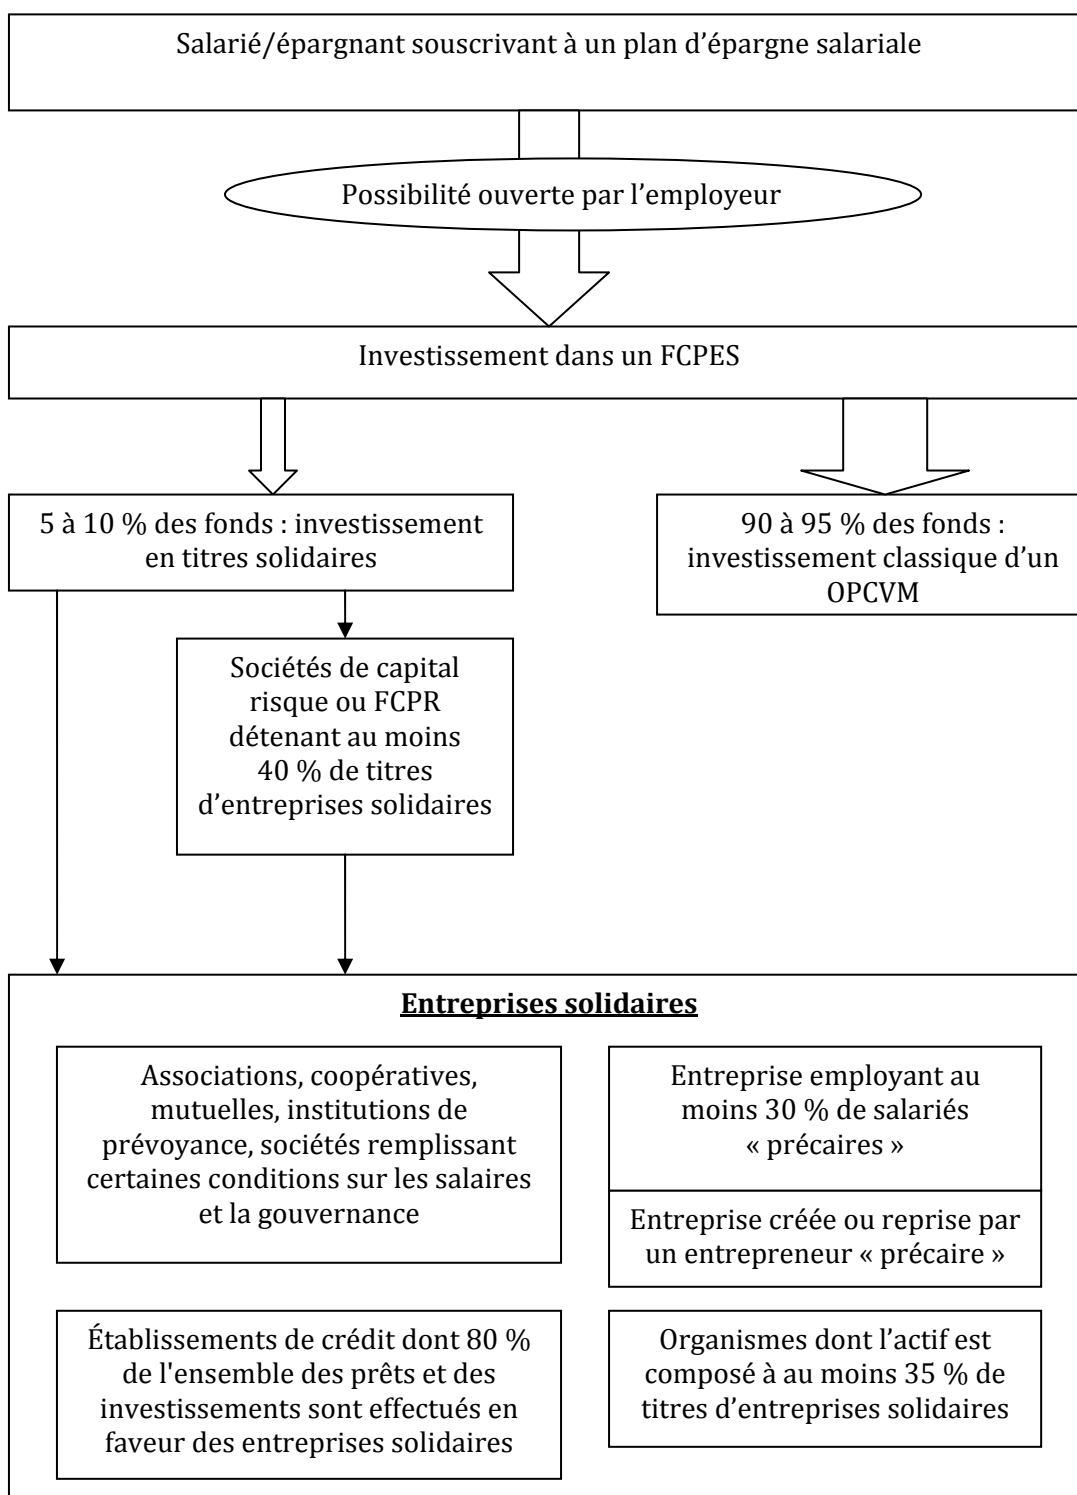 Salarié/épargnant souscrivant à un plan d’épargne salariale
Possibilité ouverte par l’employeur
Investissement dans un FCPES
5 à 10 % des fonds : investissement
en titres solidaires
90 à 95 % des fonds :
investissement classique d’un
OPCVM
Sociétés de capital
risque ou FCPR
détenant au moins
40 % de titres
d’entreprises solidaires
Entreprises solidaires
Associations, coopératives,
mutuelles, institutions de
prévoyance, sociétés remplissant
certaines conditions sur les salaires
et la gouvernance
Entreprise employant au
moins 30 % de salariés
« précaires »
Entreprise créée ou reprise par
un entrepreneur « précaire »
Établissements de crédit dont 80 %
de l'ensemble des prêts et des
investissements sont effectués en
faveur des entreprises solidaires
Organismes dont l’actif est
composé à au moins 35 % de
titres d’entreprises solidaires